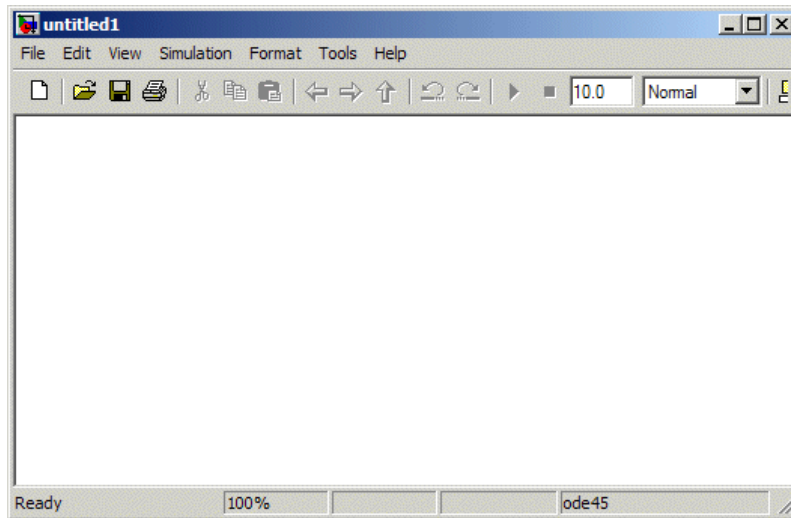 untitled1
File Edit View Simulation Format Tools Help
10.0 Normal
Ready 100% ode45